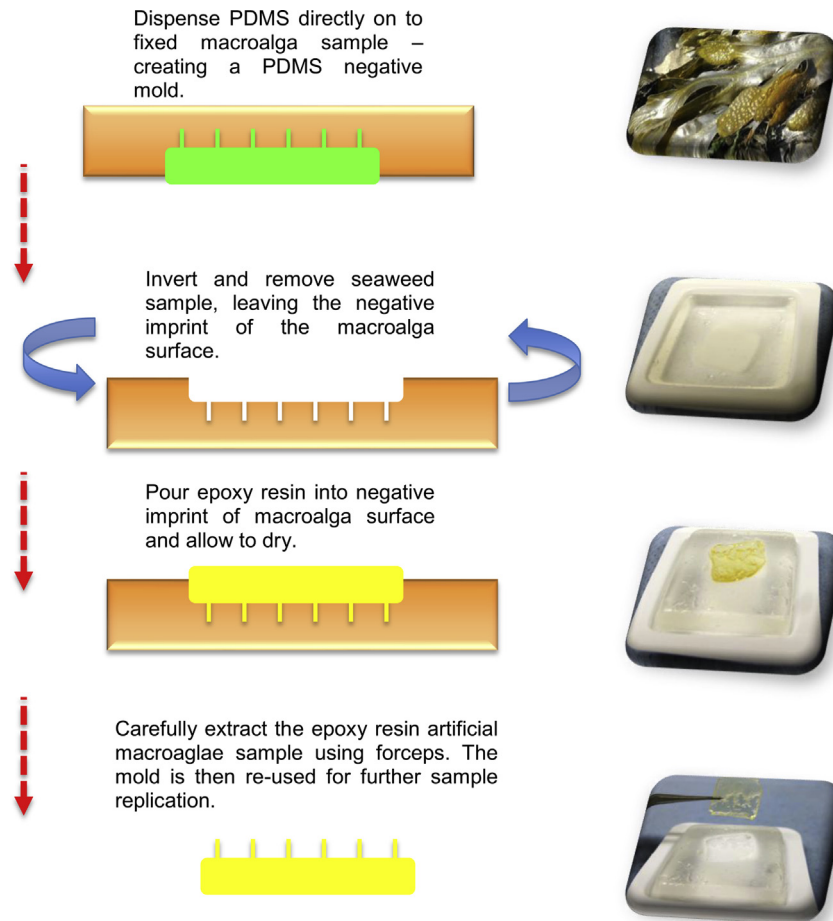 Dispense PDMS directly on to
fixed macroalga sample –
creating a PDMS negative
mold.
Invert and remove seaweed
sample, leaving the negative
imprint of the macroalga
surface.
Pour epoxy resin into negative
imprint of macroalga surface
and allow to dry.
Carefully extract the epoxy resin artificial
macroaglae sample using forceps. The
mold is then re-used for further sample
replication.